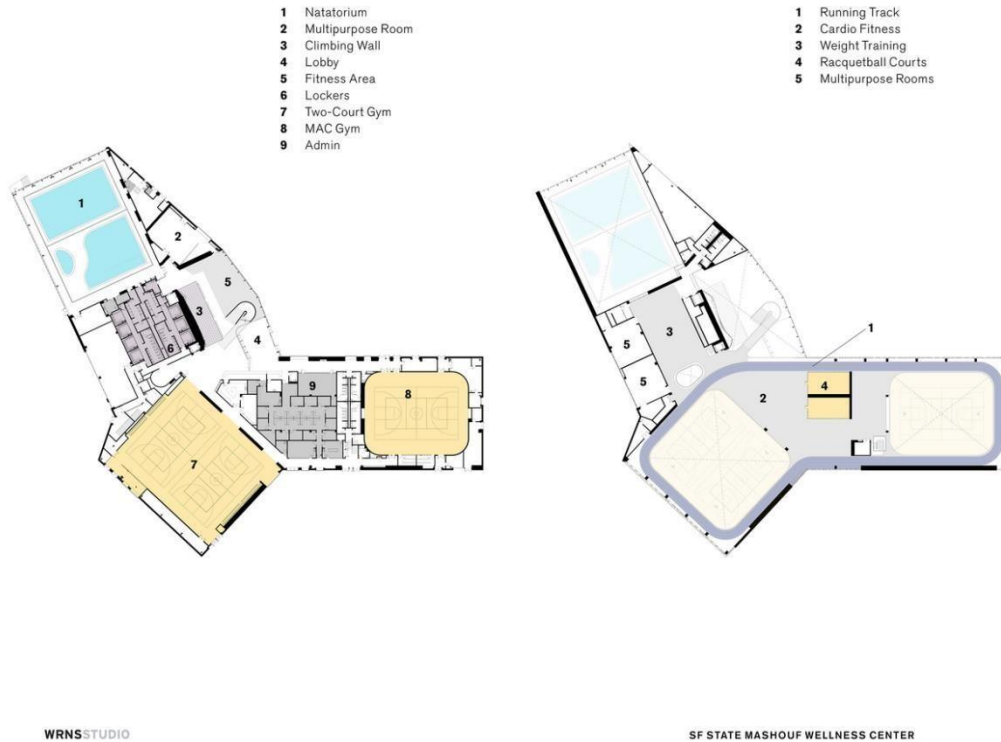 1 Natatorium
2 Multipurpose Room
3 Climbing Wall
4 Lobby
5 Fitness Area
6 Lockers
7 Two-Court Gym
8 MAC Gym
9 Admin
1 Running Track
2 Cardio Fitness
3 Weight Training
4 Racquetball Courts
5 Multipurpose Rooms
1
2
5
3
4
6
9
8
7
1
3
5
5
4
2
WRNSSTUDIO
SF STATE MASHOUF WELLNESS CENTER